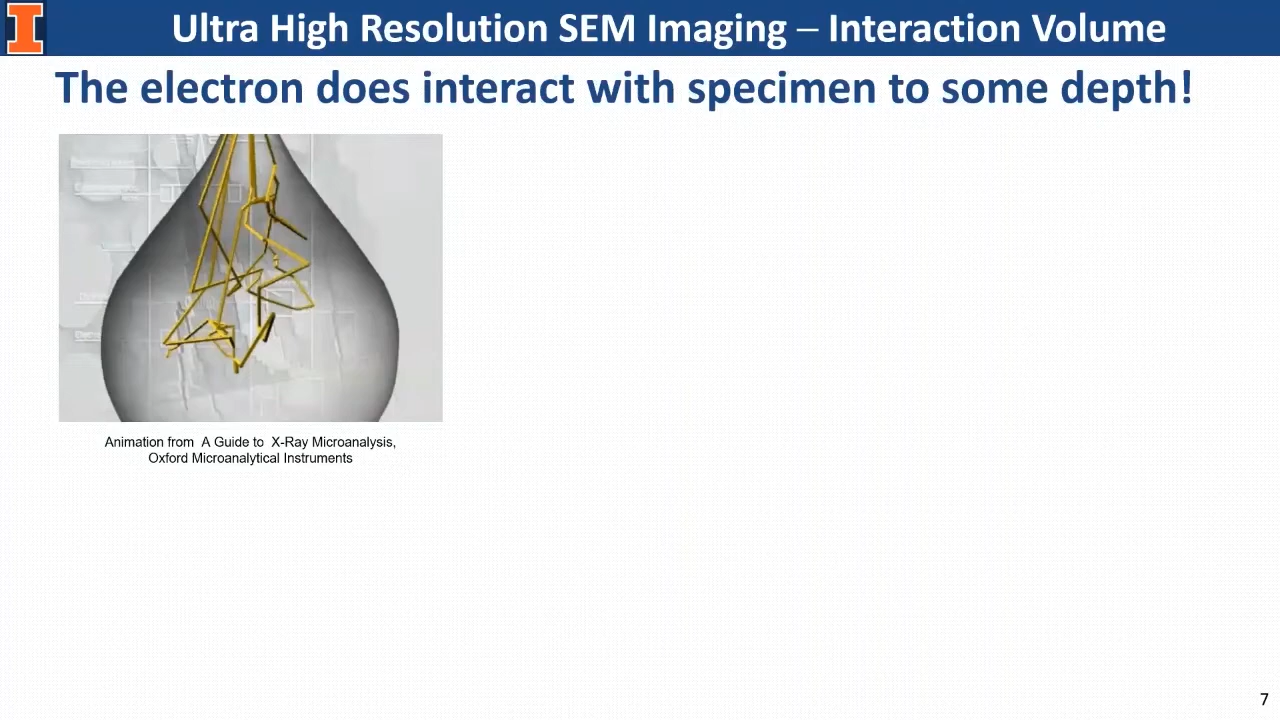 I
Ultra High Resolution SEM Imaging – Interaction Volume
The electron does interact with specimen to some depth!
Animation from A Guide to X-Ray Microanalysis,
Oxford Microanalytical Instruments
7